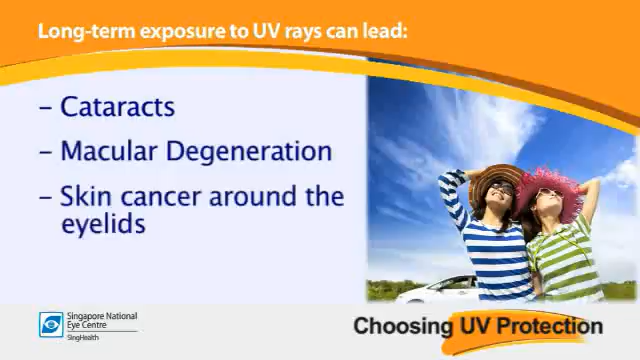 Long-term exposure to UV rays can lead:
– Cataracts
– Macular Degeneration
– Skin cancer around the
eyelids
Singapore National
Eye Centre
SingHealth
Choosing UV Protection